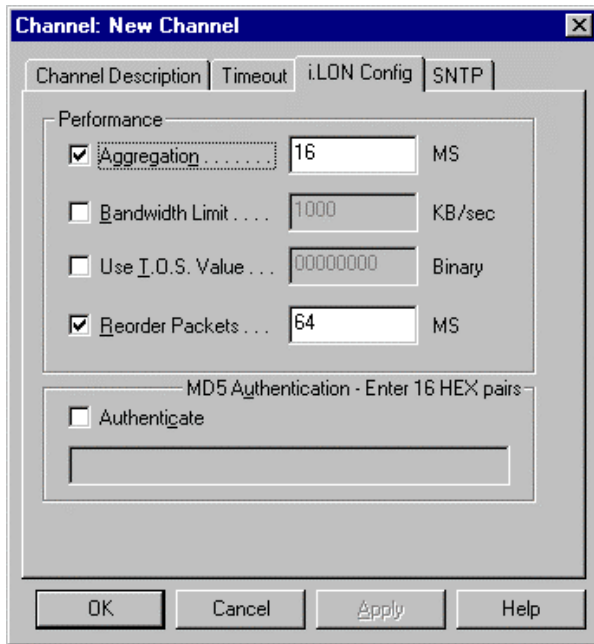 Channel: New Channel
Channel Description Timeout i.LON Config SNTP
Performance
Aggregation . . . . . . . 16 MS
Bandwidth Limit . . . . 1000 KB/sec
Use T.O.S. Value . . . 00000000 Binary
Reorder Packets . . . 64 MS
MD5 Authentication - Enter 16 HEX pairs
Authenticate
OK Cancel Apply Help